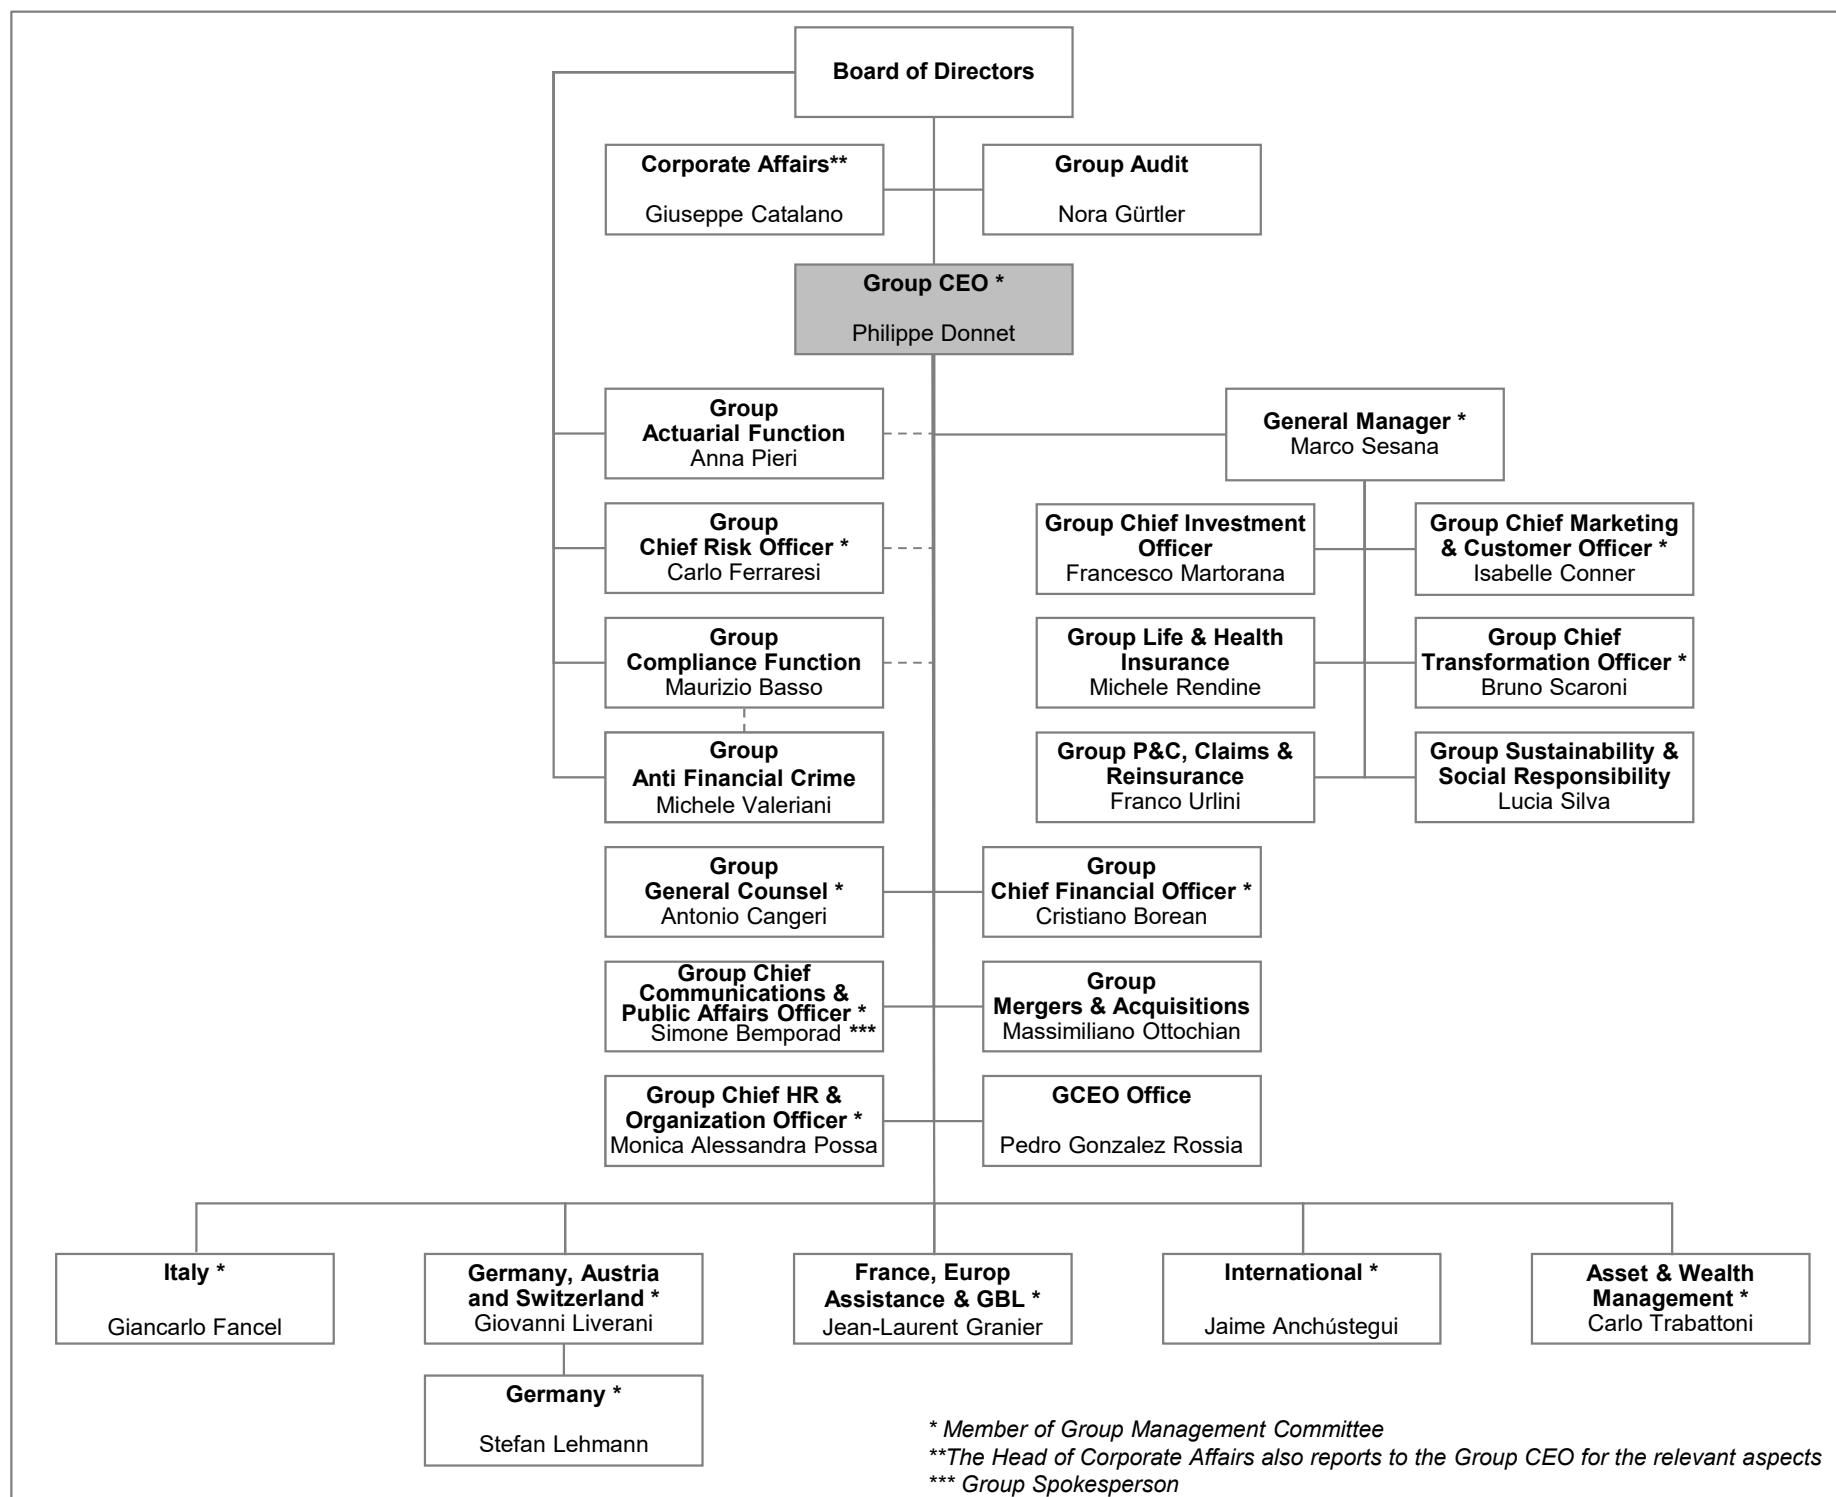 Board of Directors
Corporate Affairs**
Giuseppe Catalano
Group Audit
Nora Gürtler
Group CEO *
Philippe Donnet
Group
Actuarial Function
Anna Pieri
General Manager *
Marco Sesana
Group
Chief Risk Officer *
Carlo Ferraresi
Group Chief Investment
Officer
Francesco Martorana
Group Chief Marketing
& Customer Officer *
Isabelle Conner
Group
Compliance Function
Maurizio Basso
Group Life & Health
Insurance
Michele Rendine
Group Chief
Transformation Officer *
Bruno Scaroni
Group
Anti Financial Crime
Michele Valeriani
Group P&C, Claims &
Reinsurance
Franco Urlini
Group Sustainability &
Social Responsibility
Lucia Silva
Group
General Counsel *
Antonio Cangeri
Group
Chief Financial Officer *
Cristiano Borean
Group Chief
Communications &
Public Affairs Officer *
Simone Bemporad ***
Group
Mergers & Acquisitions
Massimiliano Ottochian
Group Chief HR &
Organization Officer *
Monica Alessandra Possa
GCEO Office
Pedro Gonzalez Rossia
Italy *
Giancarlo Fancel
Germany, Austria
and Switzerland *
Giovanni Liverani
France, Europ
Assistance & GBL *
Jean-Laurent Granier
International *
Jaime Anchústegui
Asset & Wealth
Management *
Carlo Trabattoni
Germany *
Stefan Lehmann
* Member of Group Management Committee
**The Head of Corporate Affairs also reports to the Group CEO for the relevant aspects
*** Group Spokesperson